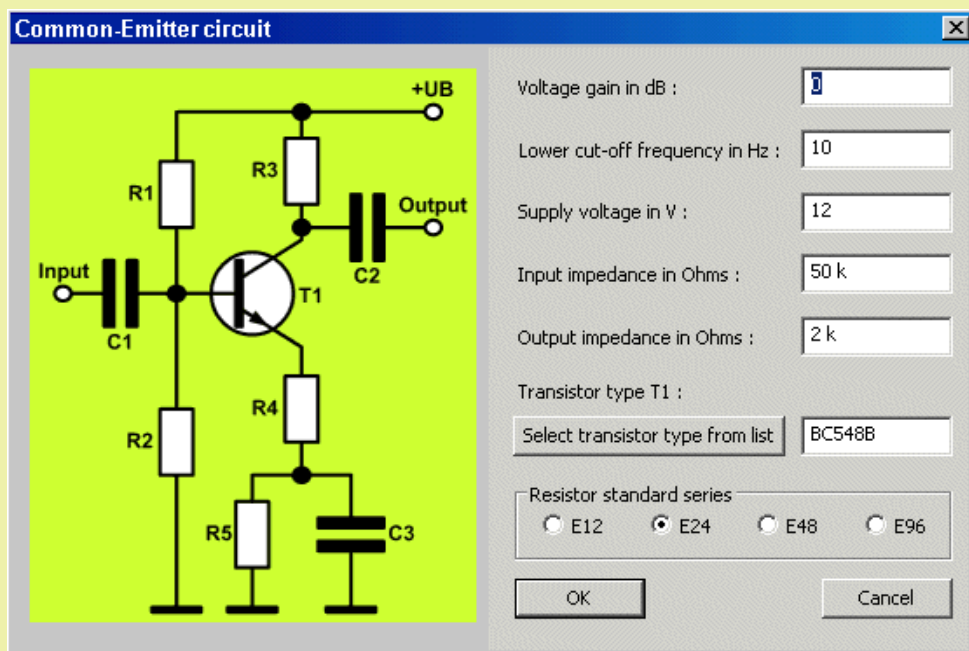 Common-Emitter circuit
+UB
R1
R3
Output
Input
C1
T1
C2
R2
R4
R5
C3
Voltage gain in dB :
0
Lower cut-off frequency in Hz :
10
Supply voltage in V :
12
Input impedance in Ohms :
50 k
Output impedance in Ohms :
2 k
Transistor type T1 :
Select transistor type from list
BC548B
Resistor standard series
E12
E24
E48
E96
OK
Cancel